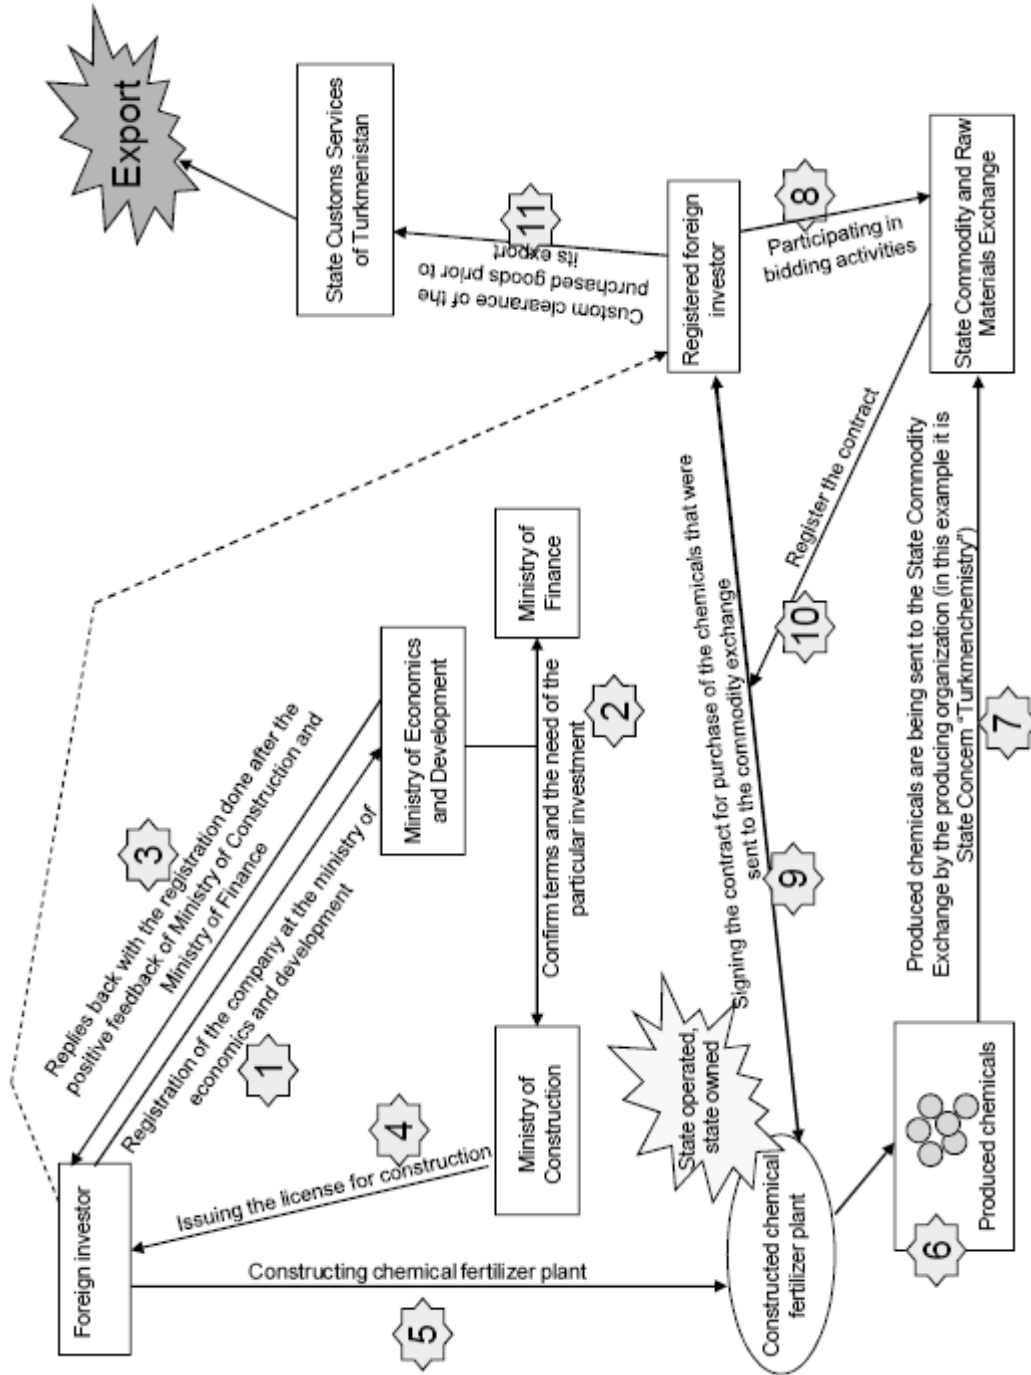 Foreign investor
Replies back with the registration done after the
positive feedback of Ministry of Construction and
Ministry of Finance
3
Registration of the company at the ministry of
economics and development
1
Ministry of Economics
and Development
State Customs Services
of Turkmenistan
Export
Issuing the license for construction
4
Ministry of
Construction
Confirm terms and the need of the
particular investment
2
Ministry of
Finance
Custom clearance of the
purchased goods prior to
its export
11
Constructing chemical fertilizer plant
5
State operated,
state owned
Constructed chemical
fertilizer plant
Signing the contract for purchase of the chemicals that were
sent to the commodity exchange
9
Registered foreign
investor
Participating in
bidding activities
8
Register the contract
10
6
Produced chemicals
Produced chemicals are being sent to the State Commodity
Exchange by the producing organization (in this example it is
State Concern "Turkmenchemistry")
7
State Commodity and Raw
Materials Exchange